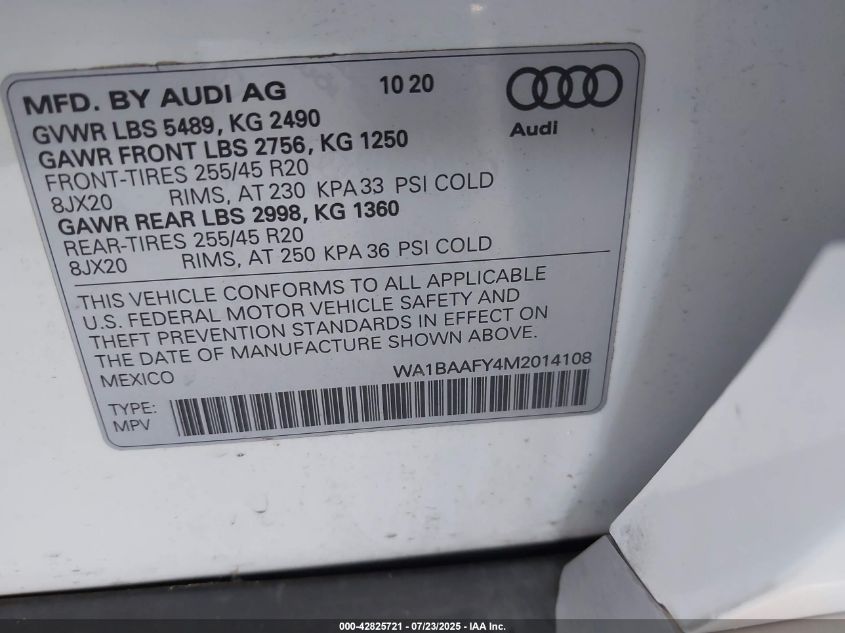 MFD. BY AUDI AG 10 20
Audi
GVWR LBS 5489, KG 2490
GAWR FRONT LBS 2756, KG 1250
FRONT-TIRES 255/45 R20
8JX20 RIMS, AT 230 KPA 33 PSI COLD
GAWR REAR LBS 2998, KG 1360
REAR-TIRES 255/45 R20
8JX20 RIMS, AT 250 KPA 36 PSI COLD
THIS VEHICLE CONFORMS TO ALL APPLICABLE
U.S. FEDERAL MOTOR VEHICLE SAFETY AND
THEFT PREVENTION STANDARDS IN EFFECT ON
THE DATE OF MANUFACTURE SHOWN ABOVE.
MEXICO WA1BAAFY4M2014108
TYPE:
MPV
000-42825721 - 07/23/2025 - IAA Inc.